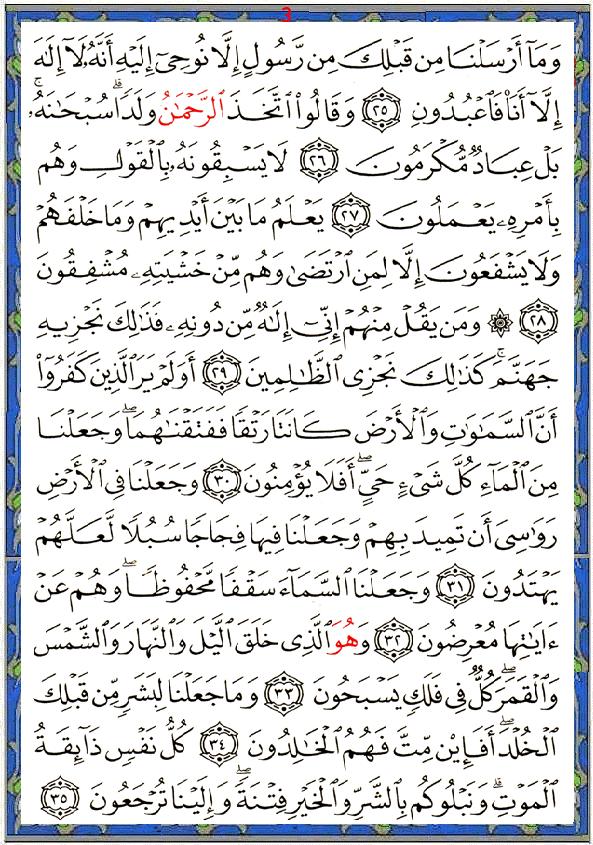 3
وَمَآ أَرۡسَلۡنَا مِن قَبۡلِكَ مِن رَّسُولٍ إِلَّا نُوحِيٓ إِلَيۡهِ أَنَّهُۥ لَآ إِلَٰهَ
إِلَّآ أَنَا۠ فَٱعۡبُدُونِ ٢٥ وَقَالُواْ ٱتَّخَذَ ٱلرَّحۡمَٰنُ وَلَدٗاۗ سُبۡحَٰنَهُۥۚ
بَلۡ عِبَادٞ مُّكۡرَمُونَ ٢٦ لَا يَسۡبِقُونَهُۥ بِٱلۡقَوۡلِ وَهُم
بِأَمۡرِهِۦ يَعۡمَلُونَ ٢٧ يَعۡلَمُ مَا بَيۡنَ أَيۡدِيهِمۡ وَمَا خَلۡفَهُمۡ
وَلَا يَشۡفَعُونَ إِلَّا لِمَنِ ٱرۡتَضَىٰ وَهُم مِّنۡ خَشۡيَتِهِۦ مُشۡفِقُونَ
٢٨ ۞ وَمَن يَقُلۡ مِنۡهُمۡ إِنِّيٓ إِلَٰهٞ مِّن دُونِهِۦ فَذَٰلِكَ نَجۡزِيهِ
جَهَنَّمَۚ كَذَٰلِكَ نَجۡزِي ٱلظَّٰلِمِينَ ٢٩ أَوَلَمۡ يَرَ ٱلَّذِينَ كَفَرُوٓاْ
أَنَّ ٱلسَّمَٰوَٰتِ وَٱلۡأَرۡضَ كَانَتَا رَتۡقٗا فَفَتَقۡنَٰهُمَاۖ وَجَعَلۡنَا
مِنَ ٱلۡمَآءِ كُلَّ شَيۡءٍ حَيٍّۖ أَفَلَا يُؤۡمِنُونَ ٣٠ وَجَعَلۡنَا فِي ٱلۡأَرۡضِ
رَوَٰسِيَ أَن تَمِيدَ بِهِمۡ وَجَعَلۡنَا فِيهَا فِجَاجٗا سُبُلٗا لَّعَلَّهُمۡ
يَهۡتَدُونَ ٣١ وَجَعَلۡنَا ٱلسَّمَآءَ سَقۡفٗا مَّحۡفُوظٗاۖ وَهُمۡ عَنۡ
ءَايَٰتِهَا مُعۡرِضُونَ ٣٢ وَهُوَ ٱلَّذِي خَلَقَ ٱلَّيۡلَ وَٱلنَّهَارَ وَٱلشَّمۡسَ
وَٱلۡقَمَرَۖ كُلّٞ فِي فَلَكٖ يَسۡبَحُونَ ٣٣ وَمَا جَعَلۡنَا لِبَشَرٖ مِّن قَبۡلِكَ
ٱلۡخُلۡدَۖ أَفَإِيْن مِّتَّ فَهُمُ ٱلۡخَٰلِدُونَ ٣٤ كُلُّ نَفۡسٖ ذَآئِقَةُ
ٱلۡمَوۡتِۗ وَنَبۡلُوكُم بِٱلشَّرِّ وَٱلۡخَيۡرِ فِتۡنَةٗۖ وَإِلَيۡنَا تُرۡجَعُونَ ٣٥